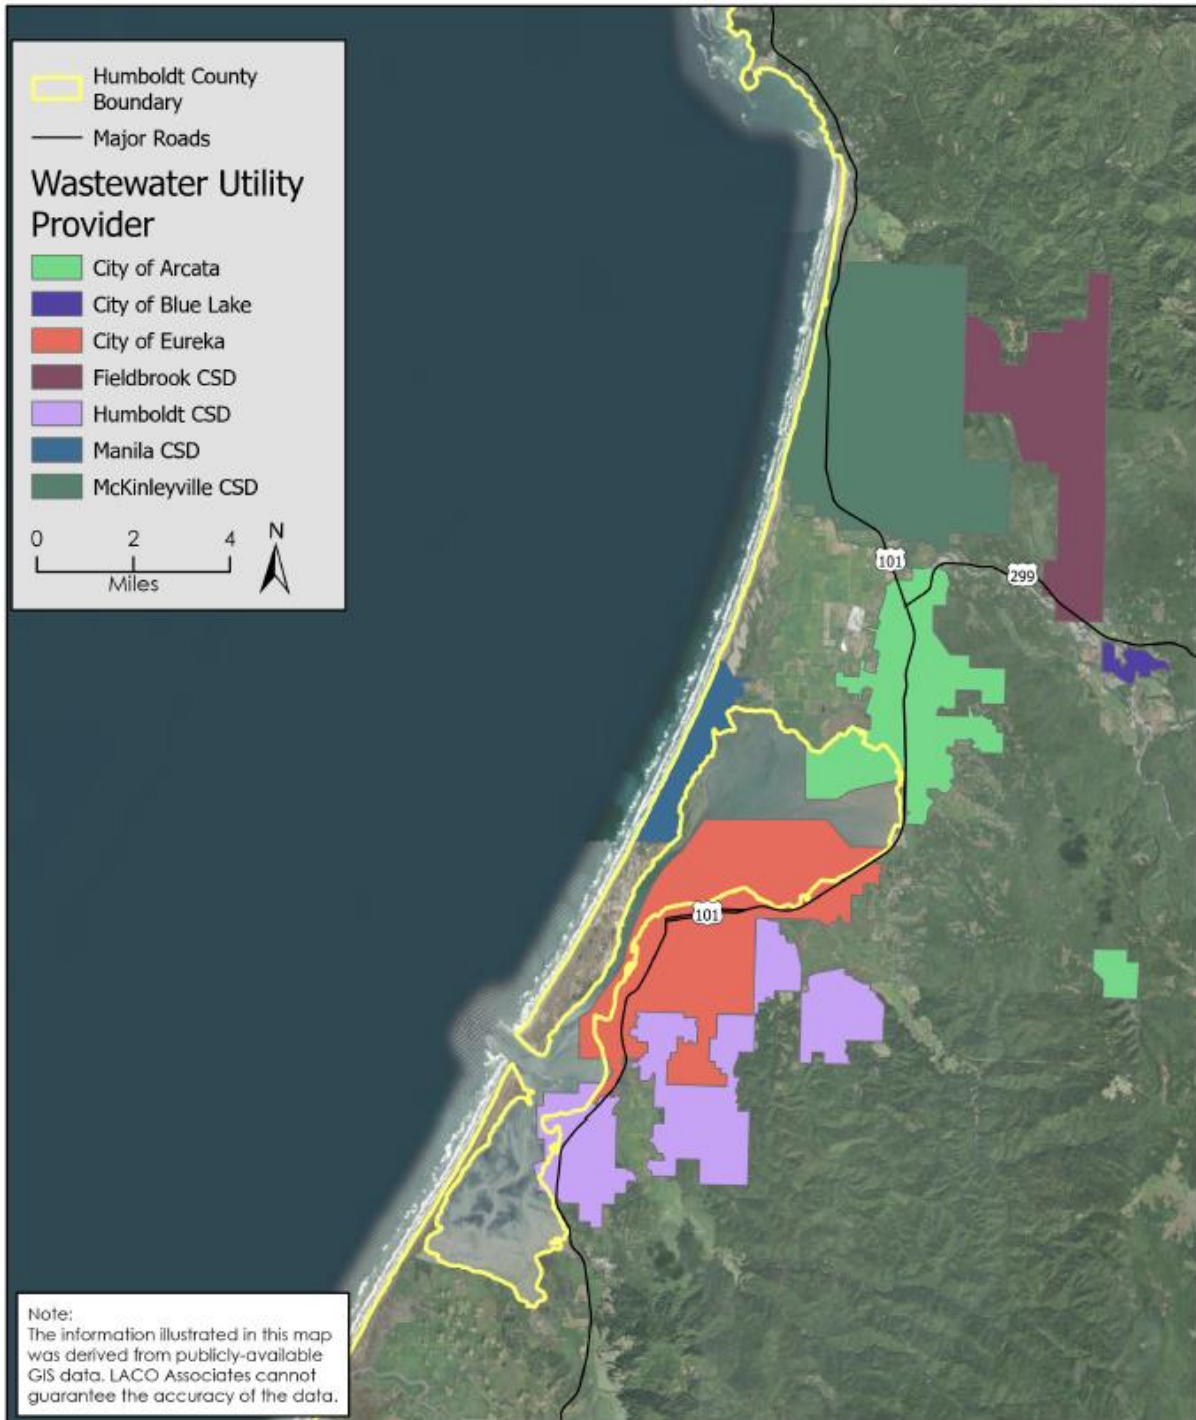 Humboldt County
Boundary
Major Roads
Wastewater Utility
Provider
City of Arcata
City of Blue Lake
City of Eureka
Fieldbrook CSD
Humboldt CSD
Manila CSD
McKinleyville CSD
0 2 4
Miles
N
101
299
101
Note:
The information illustrated in this map
was derived from publicly-available
GIS data. LACO Associates cannot
guarantee the accuracy of the data.